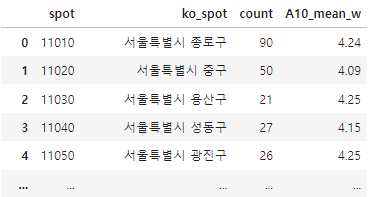 spot ko_spot count A10_mean_w
0 11010 서울특별시 종로구 90 4.24
1 11020 서울특별시 중구 50 4.09
2 11030 서울특별시 용산구 21 4.25
3 11040 서울특별시 성동구 27 4.15
4 11050 서울특별시 광진구 26 4.25
... ... ... ... ...